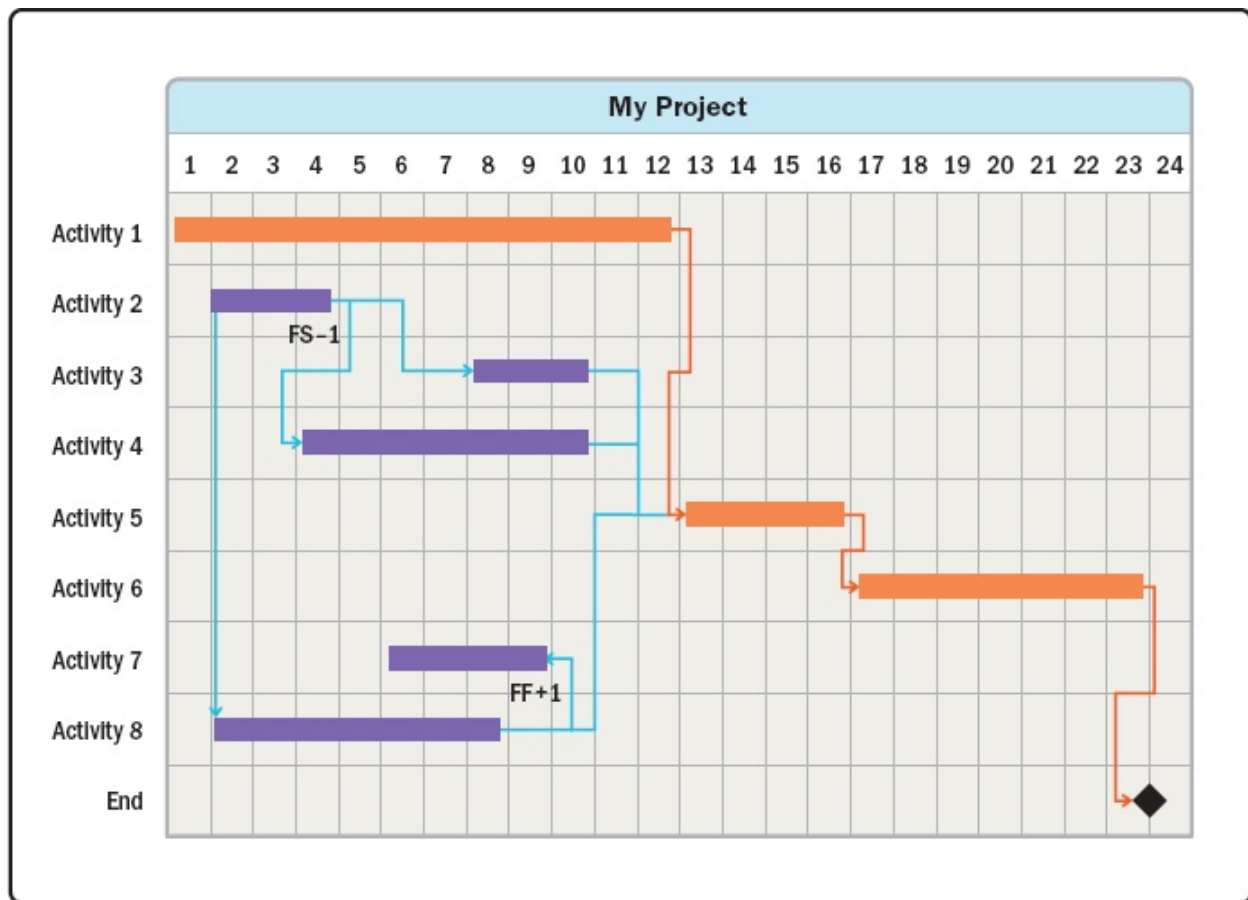 My Project
1 2 3 4 5 6 7 8 9 10 11 12 13 14 15 16 17 18 19 20 21 22 23 24
Activity 1
Activity 2
FS–1
Activity 3
Activity 4
Activity 5
Activity 6
Activity 7
FF+1
Activity 8
End